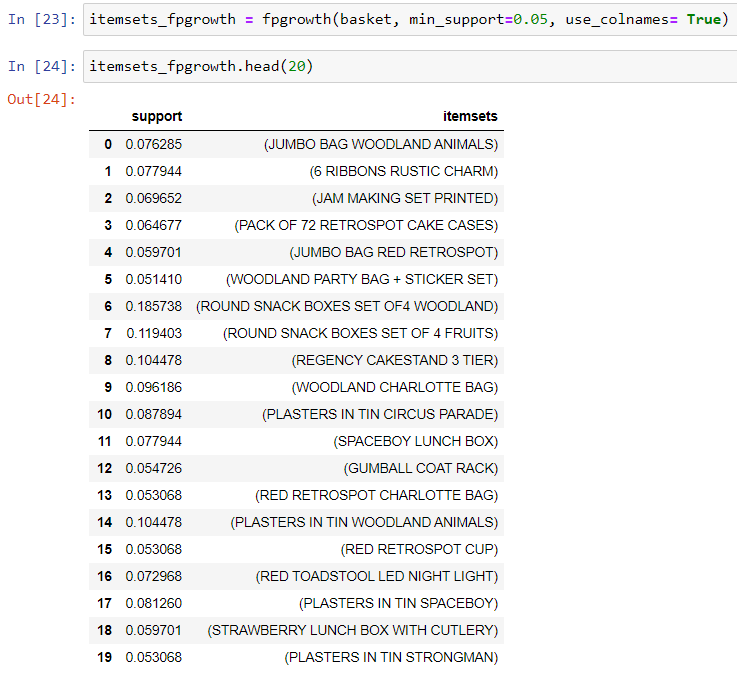 In [23]: itemsets_fpgrowth = fpgrowth(basket, min_support=0.05, use_colnames= True)
In [24]: itemsets_fpgrowth.head(20)
Out[24]:
support itemsets
0 0.076285 (JUMBO BAG WOODLAND ANIMALS)
1 0.077944 (6 RIBBONS RUSTIC CHARM)
2 0.069652 (JAM MAKING SET PRINTED)
3 0.064677 (PACK OF 72 RETROSPOT CAKE CASES)
4 0.059701 (JUMBO BAG RED RETROSPOT)
5 0.051410 (WOODLAND PARTY BAG + STICKER SET)
6 0.185738 (ROUND SNACK BOXES SET OF4 WOODLAND)
7 0.119403 (ROUND SNACK BOXES SET OF 4 FRUITS)
8 0.104478 (REGENCY CAKESTAND 3 TIER)
9 0.096186 (WOODLAND CHARLOTTE BAG)
10 0.087894 (PLASTERS IN TIN CIRCUS PARADE)
11 0.077944 (SPACEBOY LUNCH BOX)
12 0.054726 (GUMBALL COAT RACK)
13 0.053068 (RED RETROSPOT CHARLOTTE BAG)
14 0.104478 (PLASTERS IN TIN WOODLAND ANIMALS)
15 0.053068 (RED RETROSPOT CUP)
16 0.072968 (RED TOADSTOOL LED NIGHT LIGHT)
17 0.081260 (PLASTERS IN TIN SPACEBOY)
18 0.059701 (STRAWBERRY LUNCH BOX WITH CUTLERY)
19 0.053068 (PLASTERS IN TIN STRONGMAN)